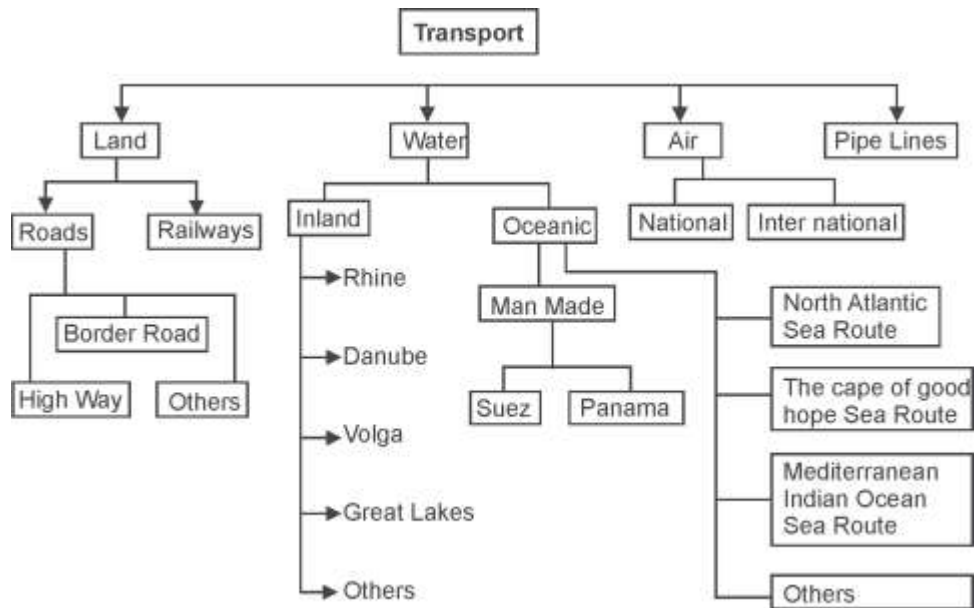 Transport
Land
Water
Air
Pipe Lines
Roads
Railways
Inland
Oceanic
National
Inter national
Rhine
Man Made
North Atlantic
Sea Route
Border Road
Danube
High Way
Others
Suez
Panama
The cape of good
hope Sea Route
Volga
Mediterranean
Indian Ocean
Sea Route
Great Lakes
Others
Others